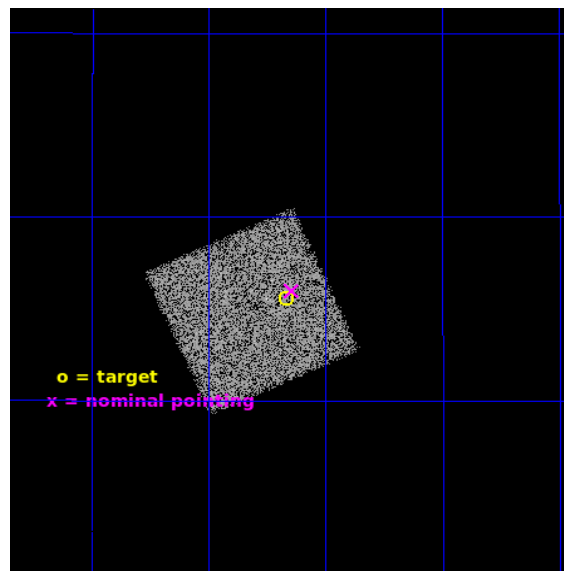 o = target
x = nominal pointing